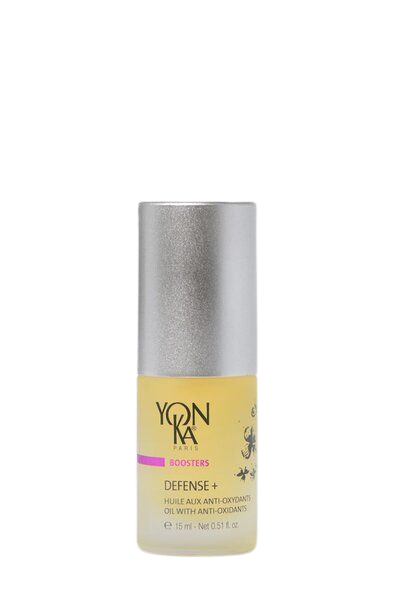 YON
KA®
PARIS
BOOSTERS
DEFENSE +
HUILE AUX ANTI-OXYDANTS
OIL WITH ANTI-OXIDANTS
℮ 15 ml - Net 0.51 fl. oz.